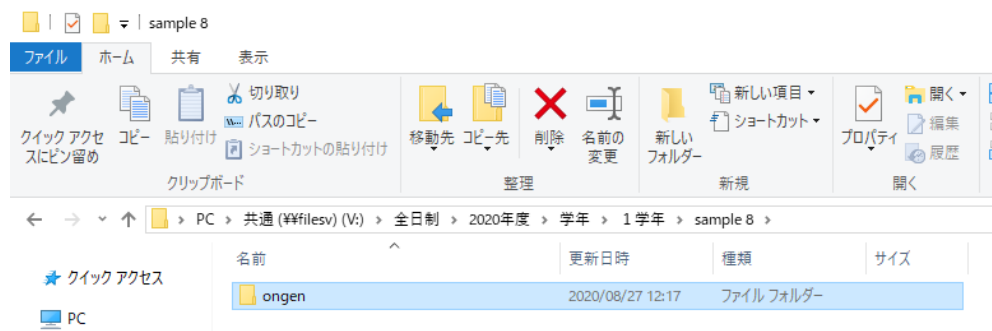 sample 8
ファイル ホーム 共有 表示
クイック アクセ
スにピン留め
コピー
貼り付け
切り取り
パスのコピー
ショートカットの貼り付け
クリップボード
移動先
コピー先
削除
名前の
変更
整理
新しい
フォルダー
新しい項目
ショートカット
新規
プロパティ
開く
編集
履歴
開く
PC › 共通 (¥¥filesv) (V:) › 全日制 › 2020年度 › 学年 › 1学年 › sample 8 ›
名前 更新日時 種類 サイズ
クイック アクセス
ongen 2020/08/27 12:17 ファイル フォルダー
PC